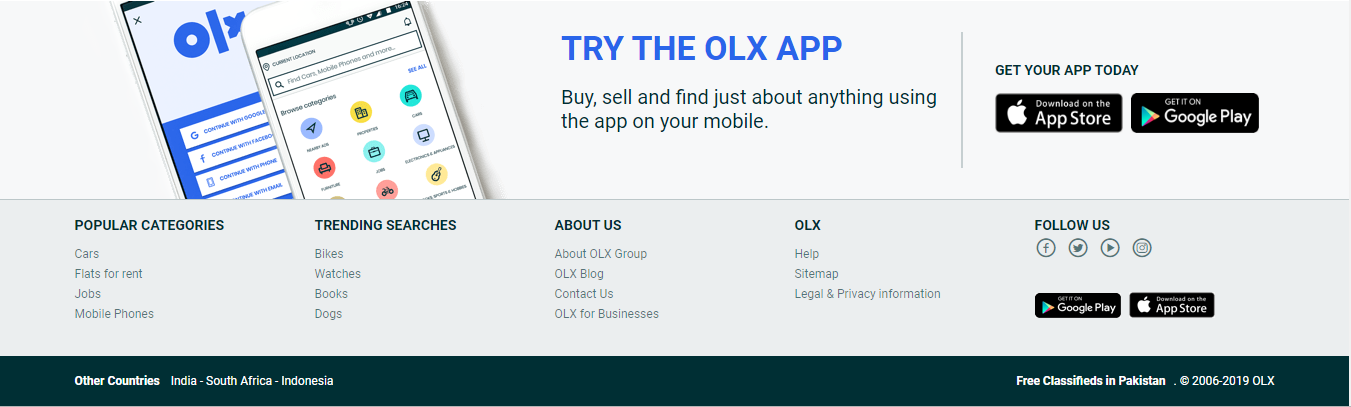 olx
CONTINUE WITH GOOGLE
CONTINUE WITH FACEBOOK
CONTINUE WITH PHONE
CONTINUE WITH EMAIL
16:24
CURRENT LOCATION
Find Cars, Mobile Phones and more...
Browse categories
SEE ALL
NEARBY ADS
PROPERTIES
CARS
FURNITURE
JOBS
ELECTRONICS & APPLIANCES
SPORTS & HOBBIES
TRY THE OLX APP
Buy, sell and find just about anything using
the app on your mobile.
GET YOUR APP TODAY
Download on the
App Store
GET IT ON
Google Play
POPULAR CATEGORIES
Cars
Flats for rent
Jobs
Mobile Phones
TRENDING SEARCHES
Bikes
Watches
Books
Dogs
ABOUT US
About OLX Group
OLX Blog
Contact Us
OLX for Businesses
OLX
Help
Sitemap
Legal & Privacy information
FOLLOW US
GET IT ON
Google Play
Download on the
App Store
Other Countries India - South Africa - Indonesia
Free Classifieds in Pakistan . © 2006-2019 OLX